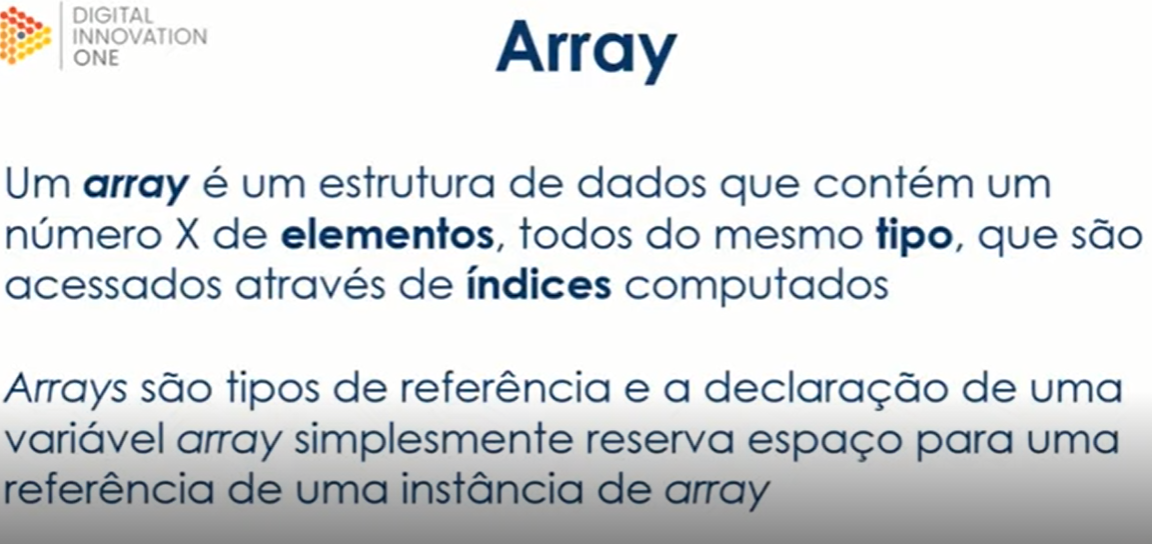 DIGITAL
INNOVATION
ONE
Array
Um array é um estrutura de dados que contém um
número X de elementos, todos do mesmo tipo, que são
acessados através de índices computados
Arrays são tipos de referência e a declaração de uma
variável array simplesmente reserva espaço para uma
referência de uma instância de array